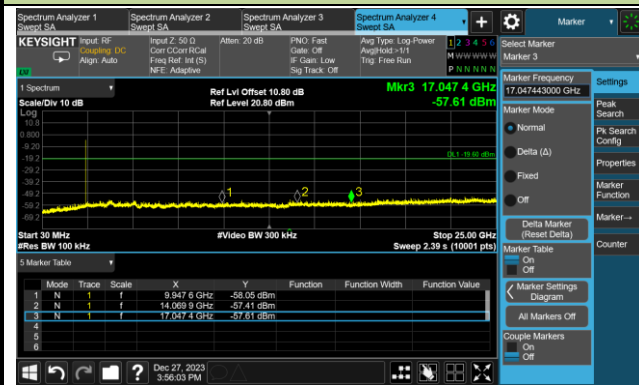 Spectrum Analyzer 1
Swept SA
Spectrum Analyzer 2
Swept SA
Spectrum Analyzer 3
Swept SA
Spectrum Analyzer 4
Swept SA
Marker
KEYSIGHT
Input: RF
Coupling: DC
Align: Auto
Input Z: 50 Ω
Corr CCorr RCal
Freq Ref: Int (S)
NFE: Adaptive
Atten: 20 dB
PNO: Fast
Gate: Off
IF Gain: Low
Sig Track: Off
Avg Type: Log-Power
Avg|Hold:>1/1
Trig: Free Run
1 2 3 4 5 6
M W W W W W
P N N N N N
Select Marker
Marker 3
1 Spectrum
Scale/Div 10 dB
Ref Lvl Offset 10.80 dB
Ref Level 20.80 dBm
Mkr3 17.047 4 GHz
-57.61 dBm
Log
10.8
0.800
-9.20
-19.2
-29.2
-39.2
-49.2
-59.2
-69.2
DL1 -19.60 dBm
1
2
3
Start 30 MHz
#Res BW 100 kHz
#Video BW 300 kHz
Stop 25.00 GHz
Sweep 2.39 s (10001 pts)
5 Marker Table
Mode Trace Scale X Y Function Function Width Function Value
1 N 1 f 9.947 6 GHz -58.05 dBm
2 N 1 f 14.069 9 GHz -57.41 dBm
3 N 1 f 17.047 4 GHz -57.61 dBm
4
5
6
Marker Frequency
17.047443000 GHz
Marker Mode
Normal
Delta (Δ)
Fixed
Off
Delta Marker
(Reset Delta)
Marker Table
On
Off
Marker Settings
Diagram
All Markers Off
Couple Markers
On
Off
Settings
Peak
Search
Pk Search
Config
Properties
Marker
Function
Marker→
Counter
?
Dec 27, 2023
3:56:03 PM